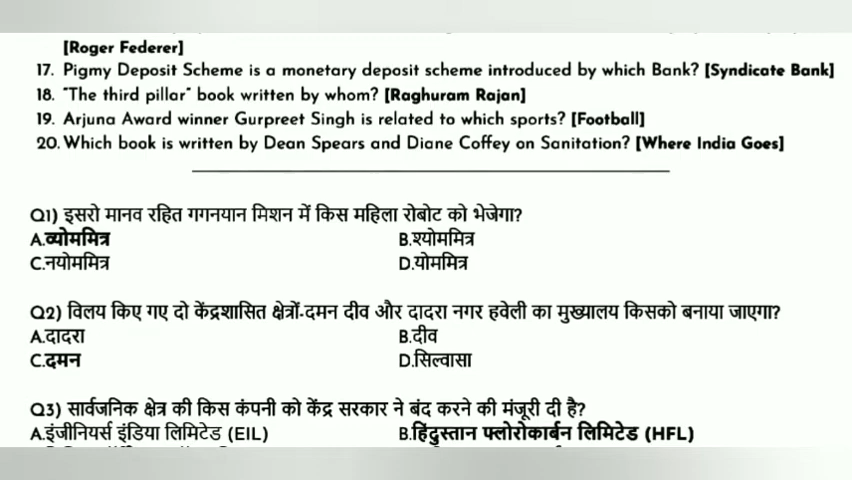 [Roger Federer]
17. Pigmy Deposit Scheme is a monetary deposit scheme introduced by which Bank? [Syndicate Bank]
18. "The third pillar" book written by whom? [Raghuram Rajan]
19. Arjuna Award winner Gurpreet Singh is related to which sports? [Football]
20. Which book is written by Dean Spears and Diane Coffey on Sanitation? [Where India Goes]
Q1) इसरो मानव रहित गगनयान मिशन में किस महिला रोबोट को भेजेगा?
A.व्योममित्र B.श्योममित्र
C.नयोममित्र D.योममित्र
Q2) विलय किए गए दो केंद्रशासित क्षेत्रों-दमन दीव और दादरा नगर हवेली का मुख्यालय किसको बनाया जाएगा?
A.दादरा B.दीव
C.दमन D.सिल्वासा
Q3) सार्वजनिक क्षेत्र की किस कंपनी को केंद्र सरकार ने बंद करने की मंजूरी दी है?
A.इंजीनियर्स इंडिया लिमिटेड (EIL) B.हिंदुस्तान फ्लोरोकार्बन लिमिटेड (HFL)